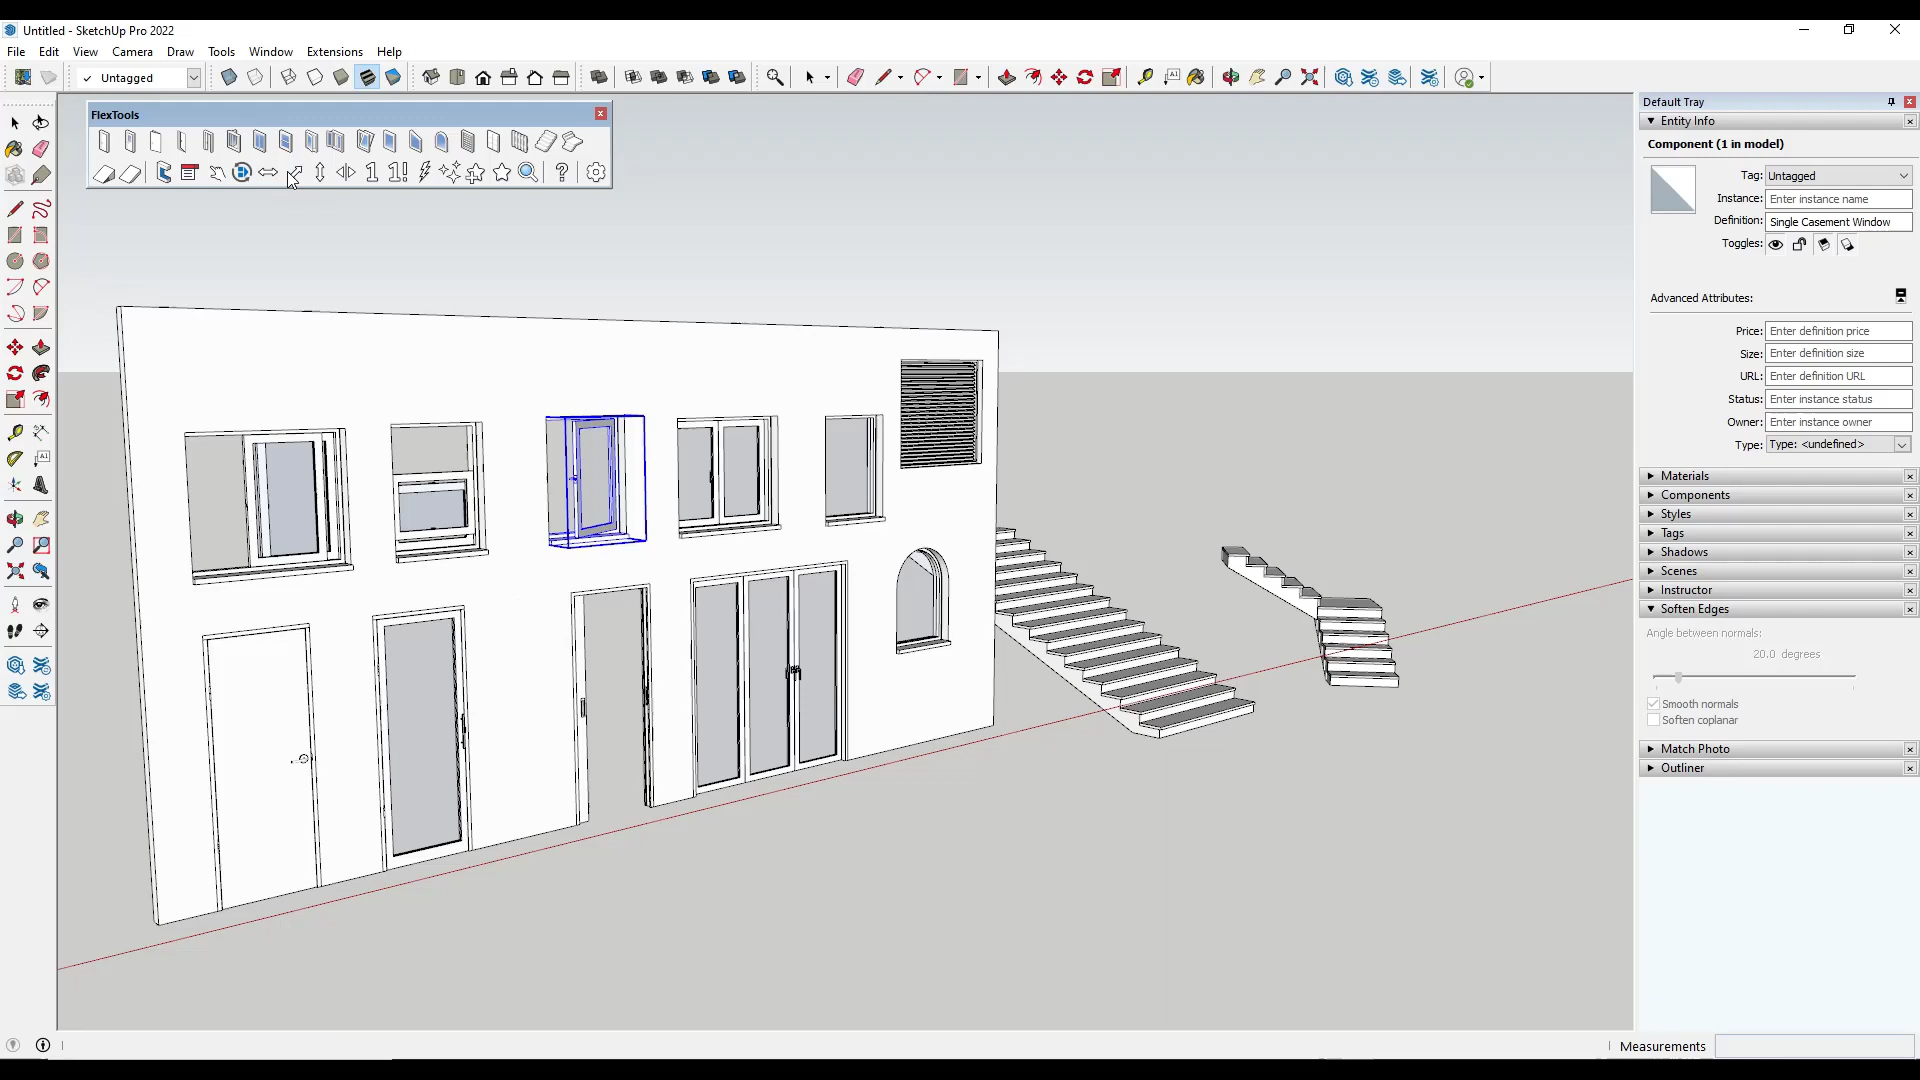 Untitled - SketchUp Pro 2022
File Edit View Camera Draw Tools Window Extensions Help
✓ Untagged
FlexTools
1 1! ?
Default Tray
Entity Info
Component (1 in model)
Tag: Untagged
Instance: Enter instance name
Definition: Single Casement Window
Toggles:
Advanced Attributes:
Price: Enter definition price
Size: Enter definition size
URL: Enter definition URL
Status: Enter instance status
Owner: Enter instance owner
Type: Type: <undefined>
Materials
Components
Styles
Tags
Shadows
Scenes
Instructor
Soften Edges
Angle between normals:
20.0 degrees
Smooth normals
Soften coplanar
Match Photo
Outliner
Measurements